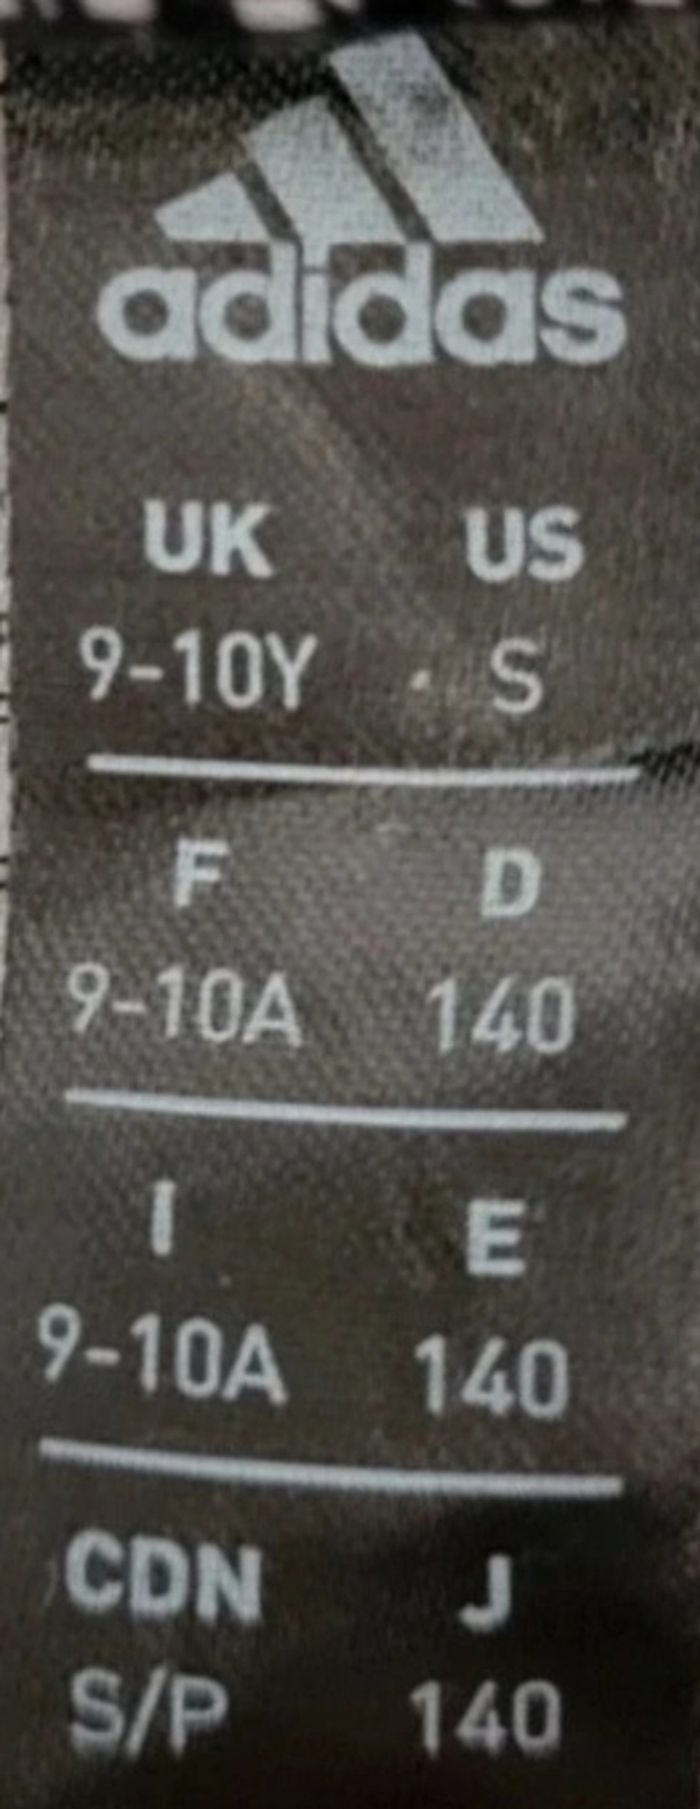 adidas
UK US
9-10Y S
F D
9-10A 140
I E
9-10A 140
CDN J
S/P 140